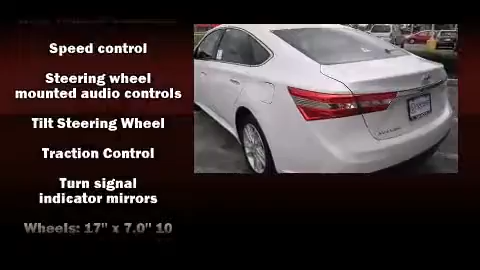 Speed control
Steering wheel
mounted audio controls
Tilt Steering Wheel
Traction Control
Turn signal
indicator mirrors
Wheels: 17" x 7.0" 10